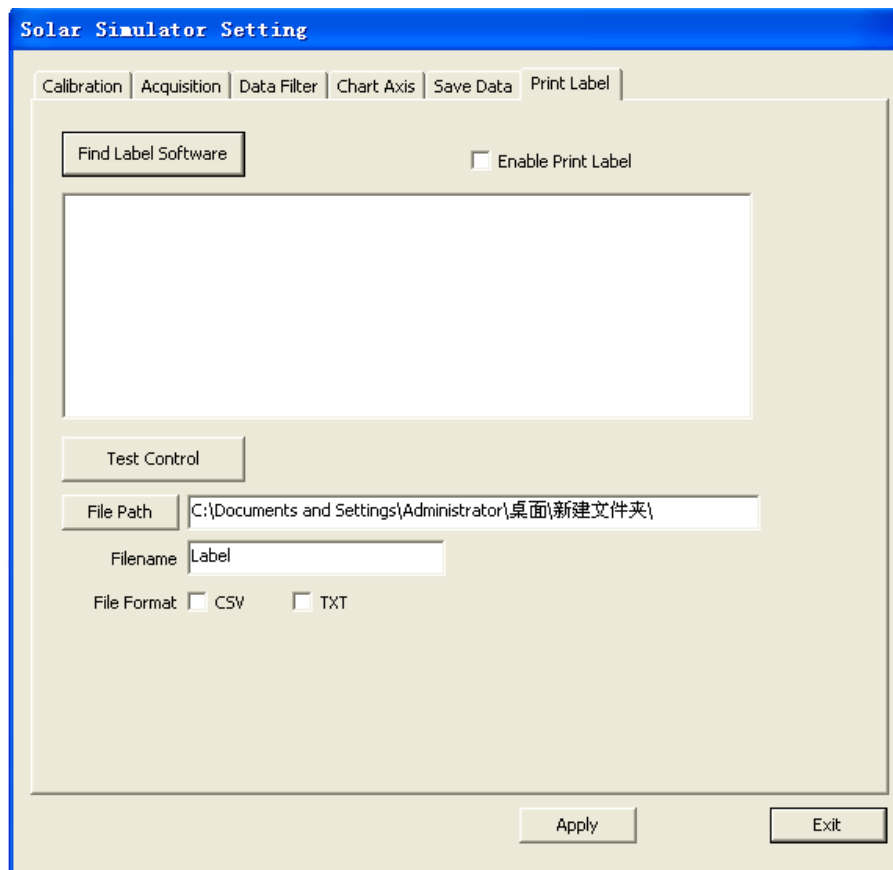 Solar Simulator Setting
Calibration Acquisition Data Filter Chart Axis Save Data Print Label
Find Label Software
Enable Print Label
Test Control
File Path C:\Documents and Settings\Administrator\桌面\新建文件夹\
Filename Label
File Format CSV TXT
Apply Exit